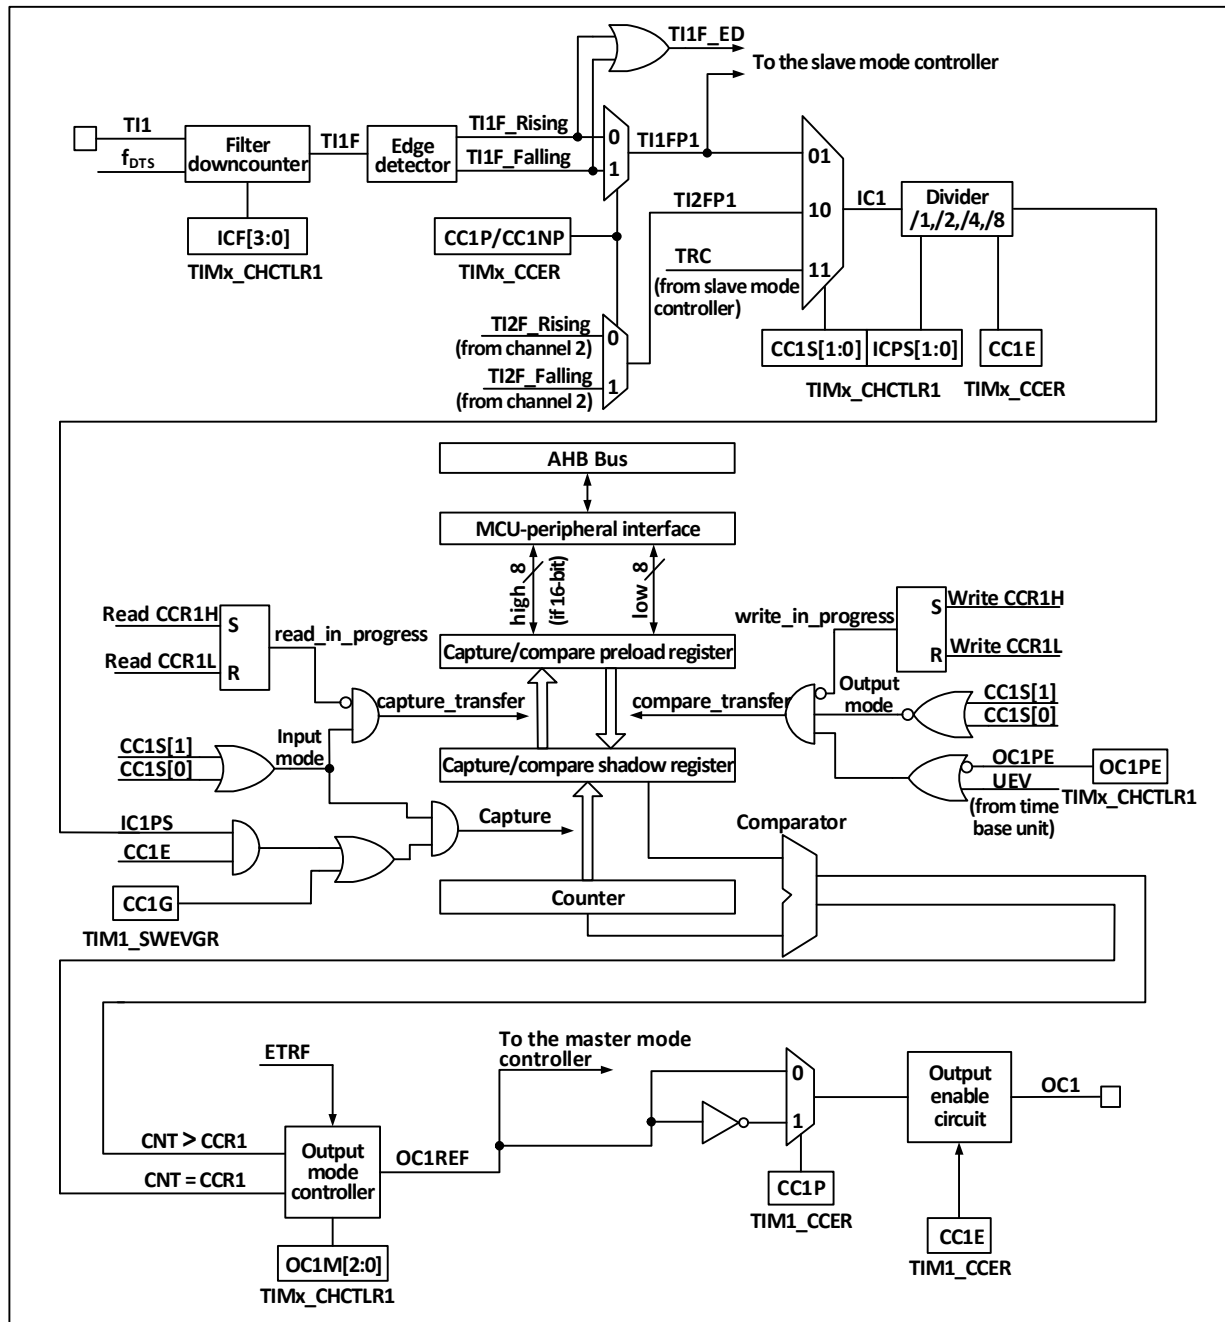 TI1F_ED
To the slave mode controller
TI1
f_DTS
Filter
downcounter
TI1F
Edge
detector
TI1F_Rising
TI1F_Falling
0
1
TI1FP1
01
10
11
IC1
Divider
/1,/2,/4,/8
ICF[3:0]
TIMx_CHCTLR1
CC1P/CC1NP
TIMx_CCER
TI2FP1
TRC
(from slave mode
controller)
TI2F_Rising
(from channel 2)
TI2F_Falling
(from channel 2)
0
1
CC1S[1:0]
ICPS[1:0]
CC1E
TIMx_CHCTLR1
TIMx_CCER
AHB Bus
MCU-peripheral interface
high 8
(if 16-bit)
low 8
Read CCR1H
Read CCR1L
S
R
read_in_progress
write_in_progress
S
R
Write CCR1H
Write CCR1L
Capture/compare preload register
capture_transfer
compare_transfer
Output
mode
CC1S[1]
CC1S[0]
CC1S[1]
CC1S[0]
Input
mode
Capture/compare shadow register
OC1PE
UEV
(from time
base unit)
OC1PE
TIMx_CHCTLR1
IC1PS
CC1E
Capture
Comparator
CC1G
TIM1_SWEVGR
Counter
ETRF
To the master mode
controller
CNT > CCR1
CNT = CCR1
Output
mode
controller
OC1REF
0
1
Output
enable
circuit
OC1
CC1P
TIM1_CCER
CC1E
TIM1_CCER
OC1M[2:0]
TIMx_CHCTLR1